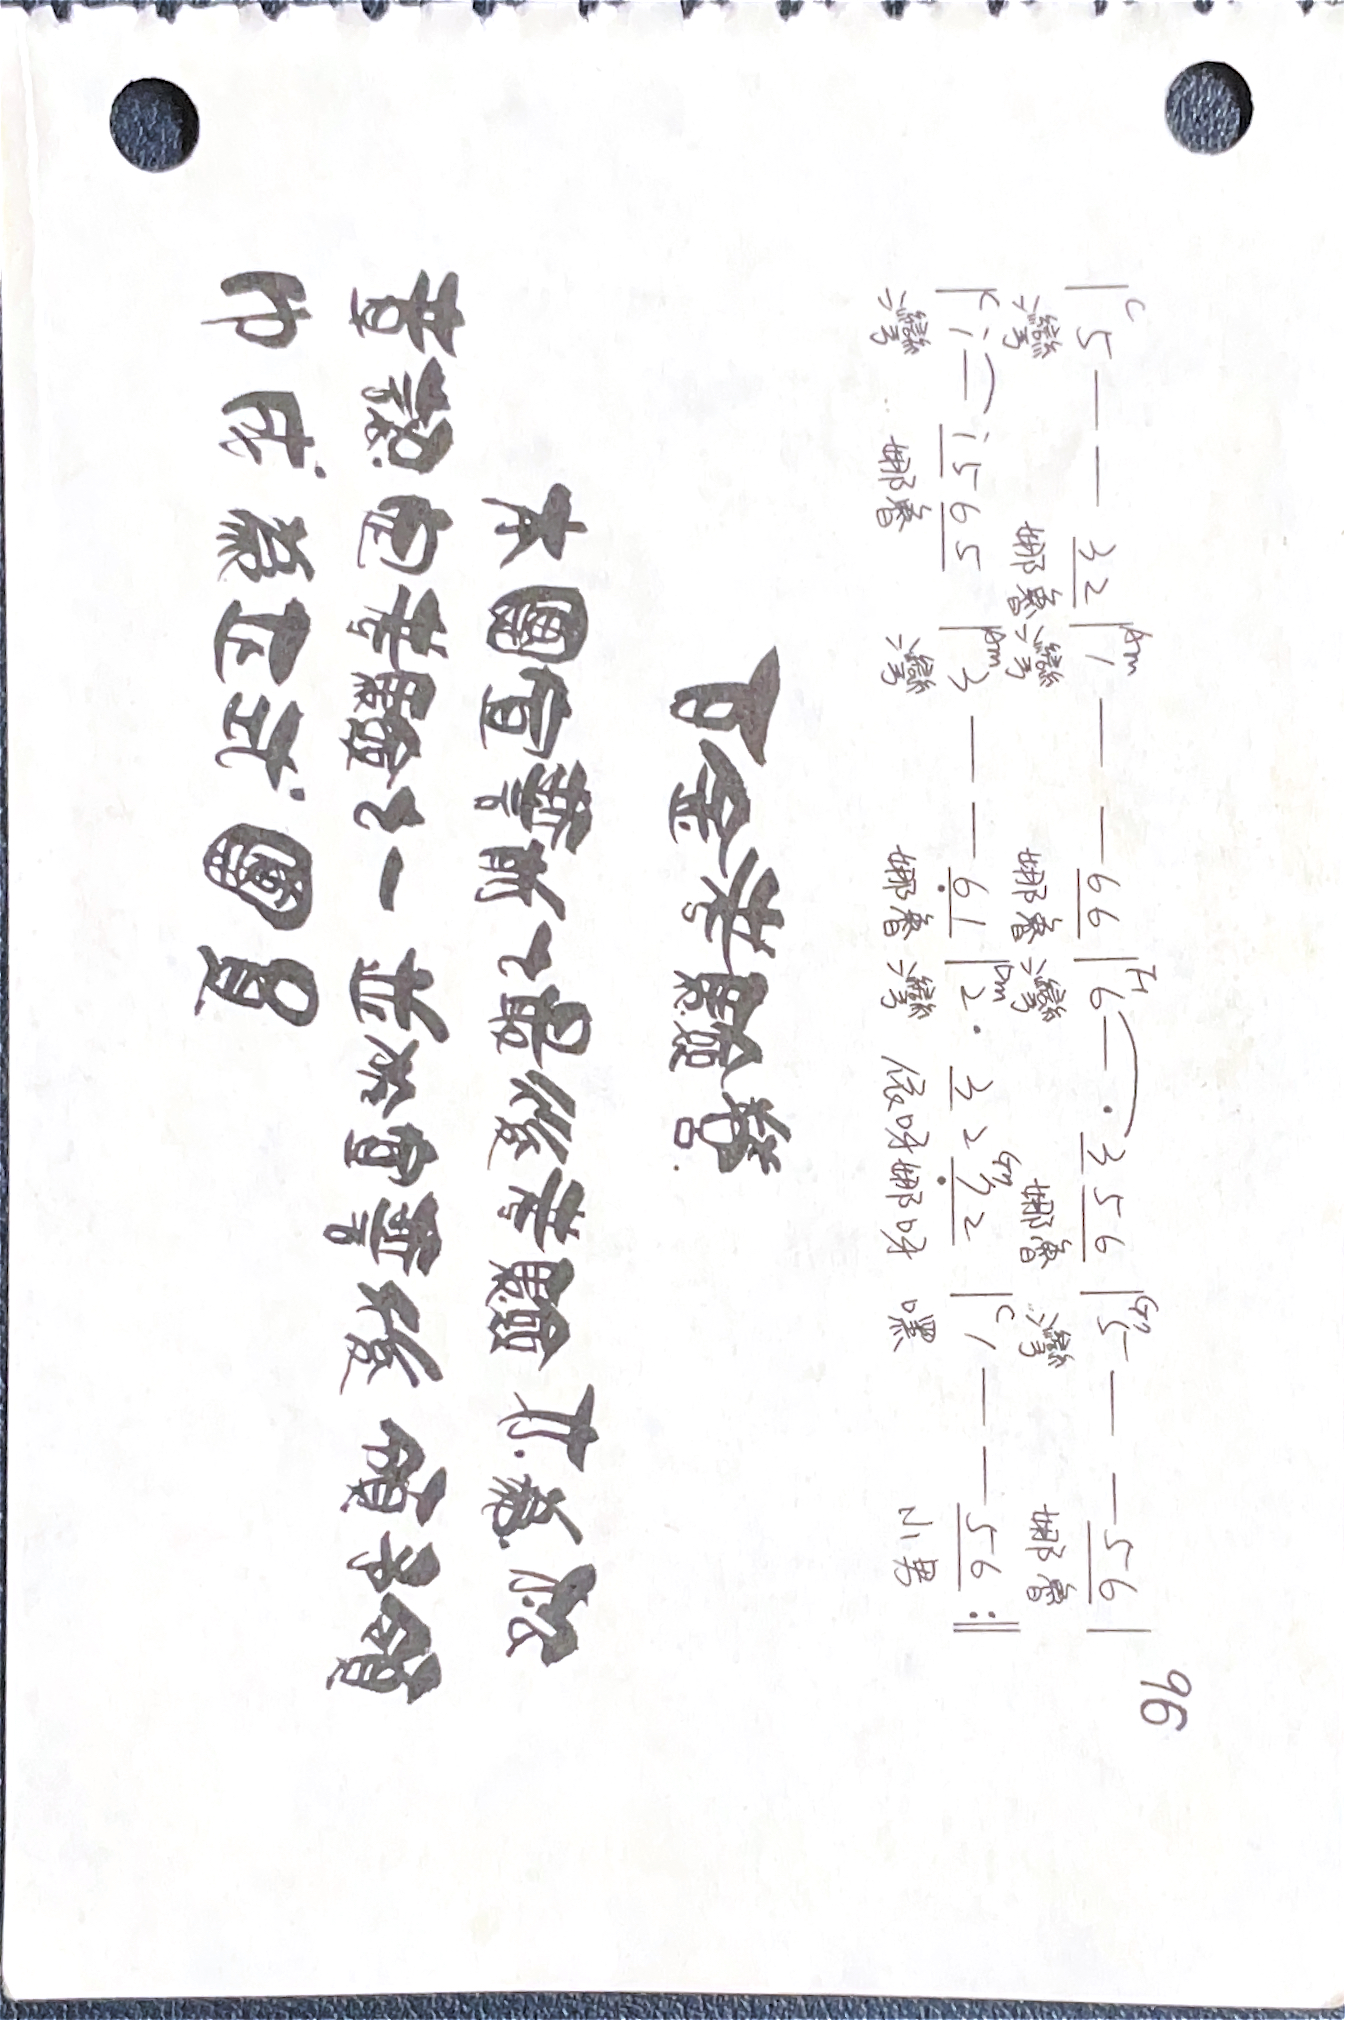 96
C Am F G7
| 5 — — 3 2 | 1 — — 6 6 | 6 — · 3 5 6 | 5 — — 5 6 |
灣 娜魯 灣 娜魯 灣 娜魯 灣 娜魯
C Am Dm G7 C
| i — i 5 6 5 | 3 — — 6 1 | 2 · 3 2 7 2 | 1 — — 5 6 :||
灣 娜魯 灣 娜魯 灣 依呀娜呀 嘿 小男
百金考驗營
本團宣誓前之最後考驗 亦為
章認定考驗之一 並於宣誓後 頒予領
巾成為正式團員